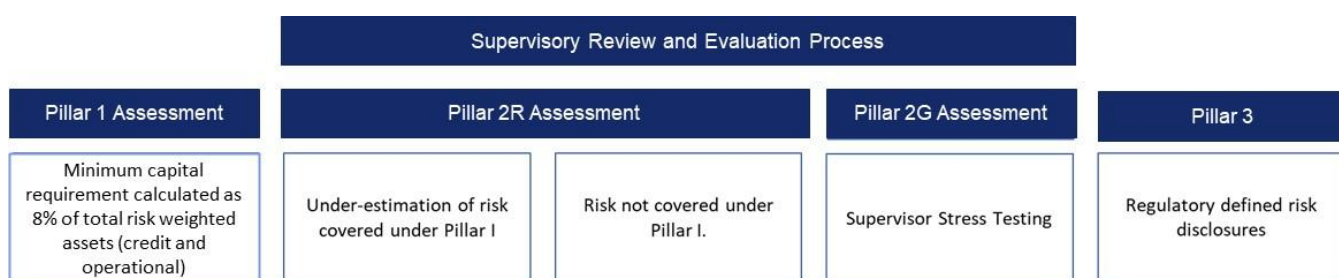 Supervisory Review and Evaluation Process
Pillar 1 Assessment
Pillar 2R Assessment
Pillar 2G Assessment
Pillar 3
Minimum capital
requirement calculated as
8% of total risk weighted
assets (credit and
operational)
Under-estimation of risk
covered under Pillar I
Risk not covered under
Pillar I.
Supervisor Stress Testing
Regulatory defined risk
disclosures